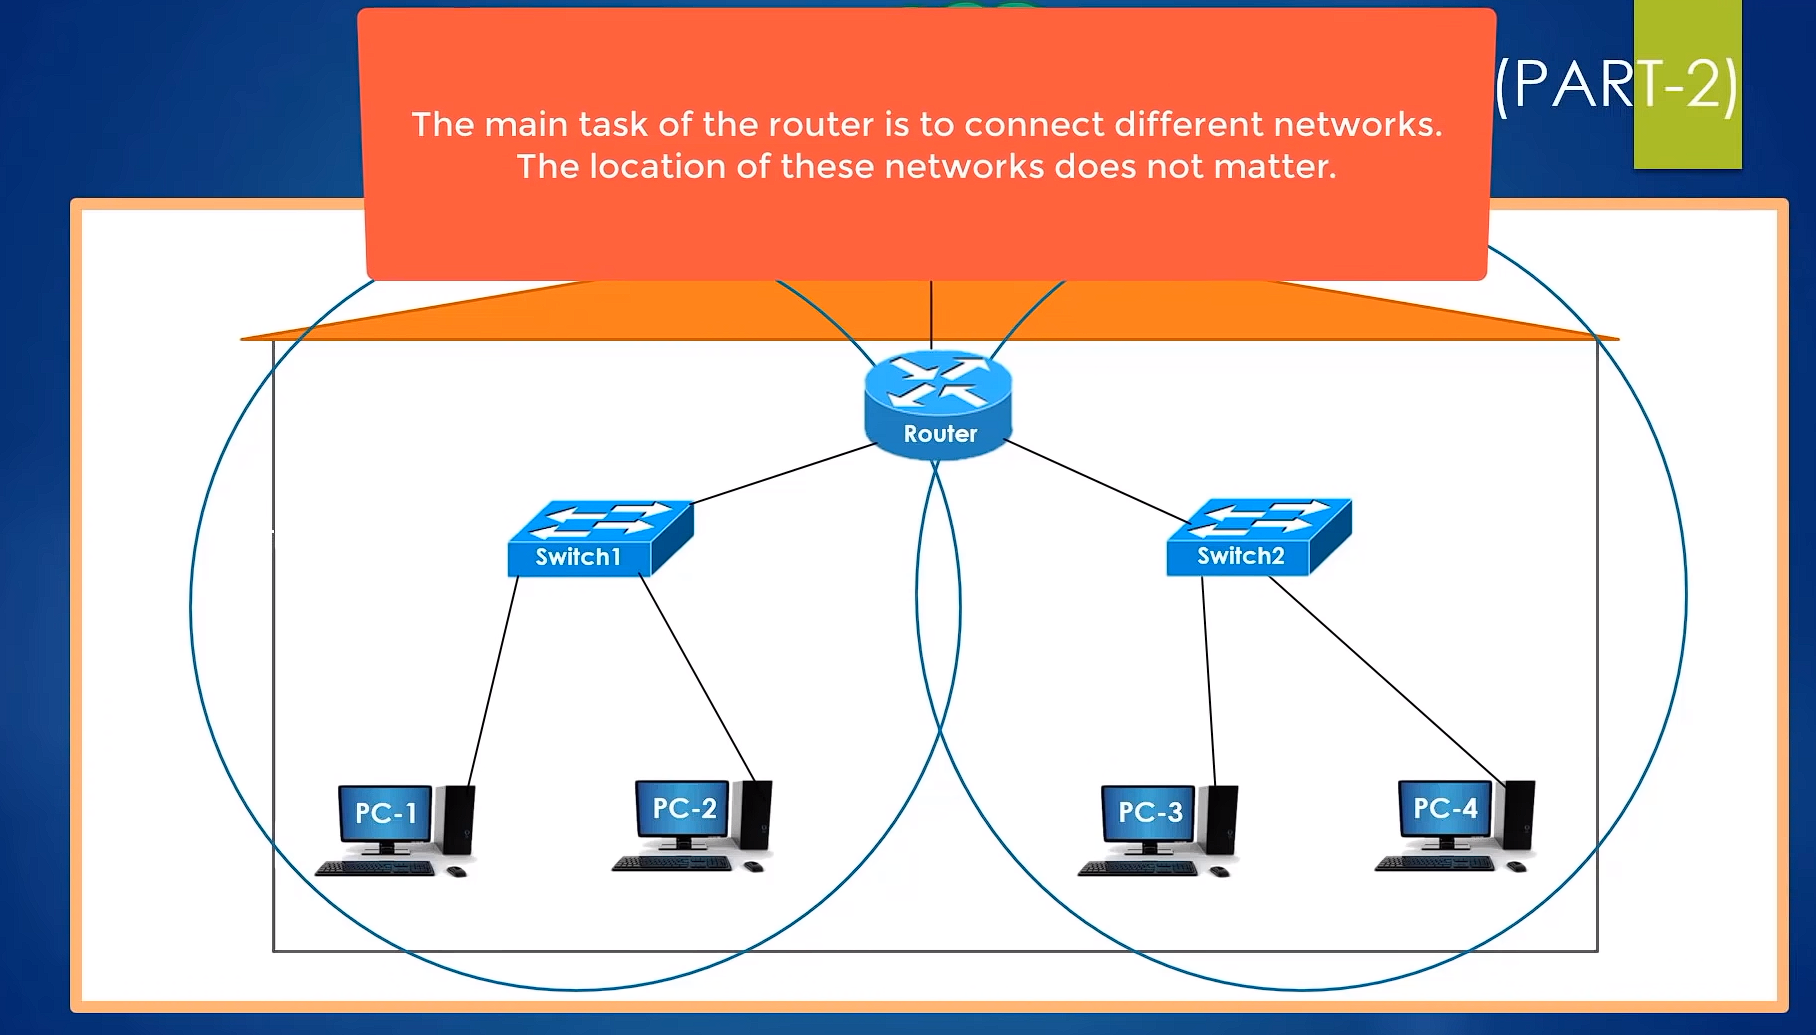 The main task of the router is to connect different networks.
The location of these networks does not matter.
(PART-2)
Router
Switch1
Switch2
PC-1
PC-2
PC-3
PC-4